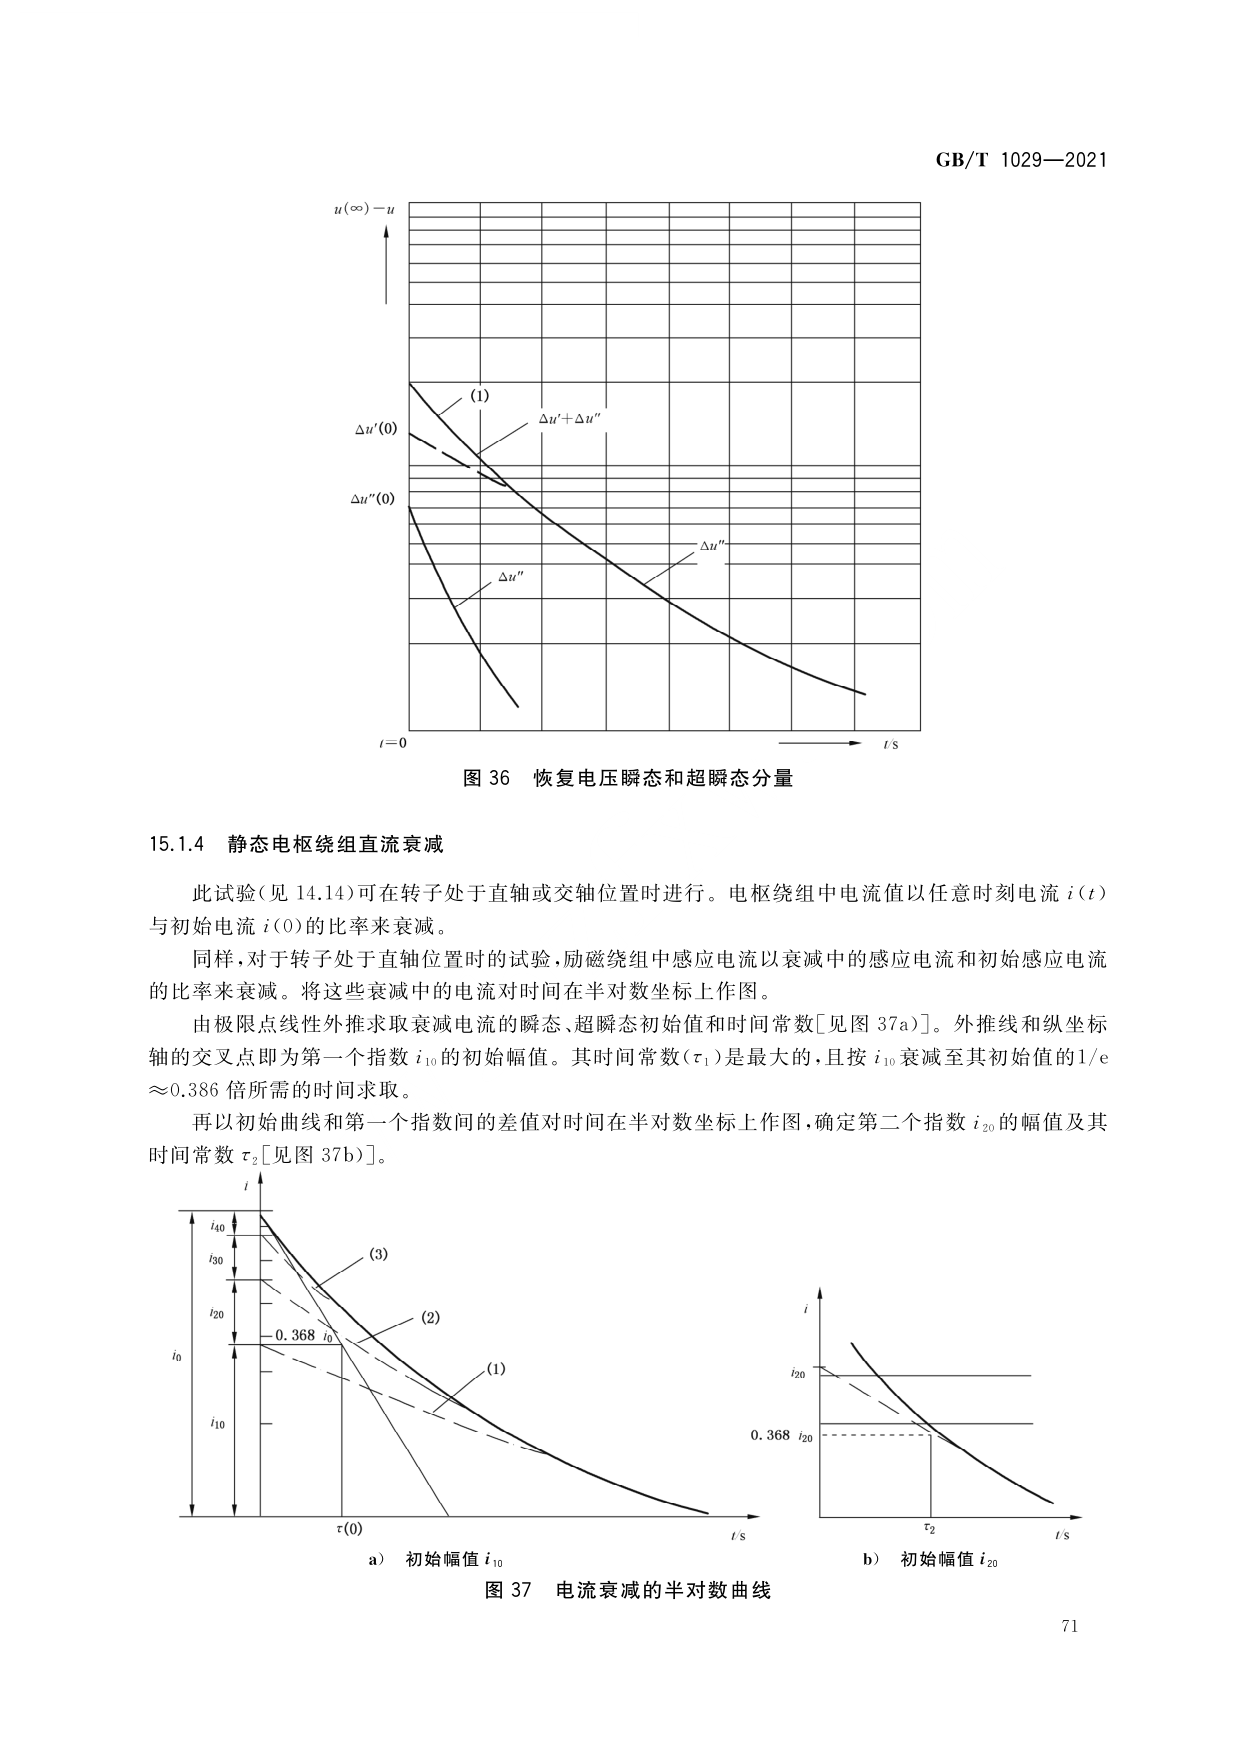 GB/T 1029—2021
u(∞)−u
(1)
Δu′+Δu″
Δu′(0)
Δu″(0)
Δu″
Δu″
t=0
t/s
图 36 恢复电压瞬态和超瞬态分量
15.1.4 静态电枢绕组直流衰减
此试验(见 14.14)可在转子处于直轴或交轴位置时进行。电枢绕组中电流值以任意时刻电流 i(t)
与初始电流 i(0)的比率来衰减。
同样,对于转子处于直轴位置时的试验,励磁绕组中感应电流以衰减中的感应电流和初始感应电流
的比率来衰减。将这些衰减中的电流对时间在半对数坐标上作图。
由极限点线性外推求取衰减电流的瞬态、超瞬态初始值和时间常数[见图 37a)]。外推线和纵坐标
轴的交叉点即为第一个指数 i₁₀的初始幅值。其时间常数(τ₁)是最大的,且按 i₁₀衰减至其初始值的1/e
≈0.386 倍所需的时间求取。
再以初始曲线和第一个指数间的差值对时间在半对数坐标上作图,确定第二个指数 i₂₀的幅值及其
时间常数 τ₂[见图 37b)]。
i
i₄₀
i₃₀
i₂₀
i₀
i₁₀
0.368 i₀
(3)
(2)
(1)
τ(0)
t/s
a) 初始幅值 i₁₀
i
i₂₀
0.368 i₂₀
τ₂
t/s
b) 初始幅值 i₂₀
图 37 电流衰减的半对数曲线
71